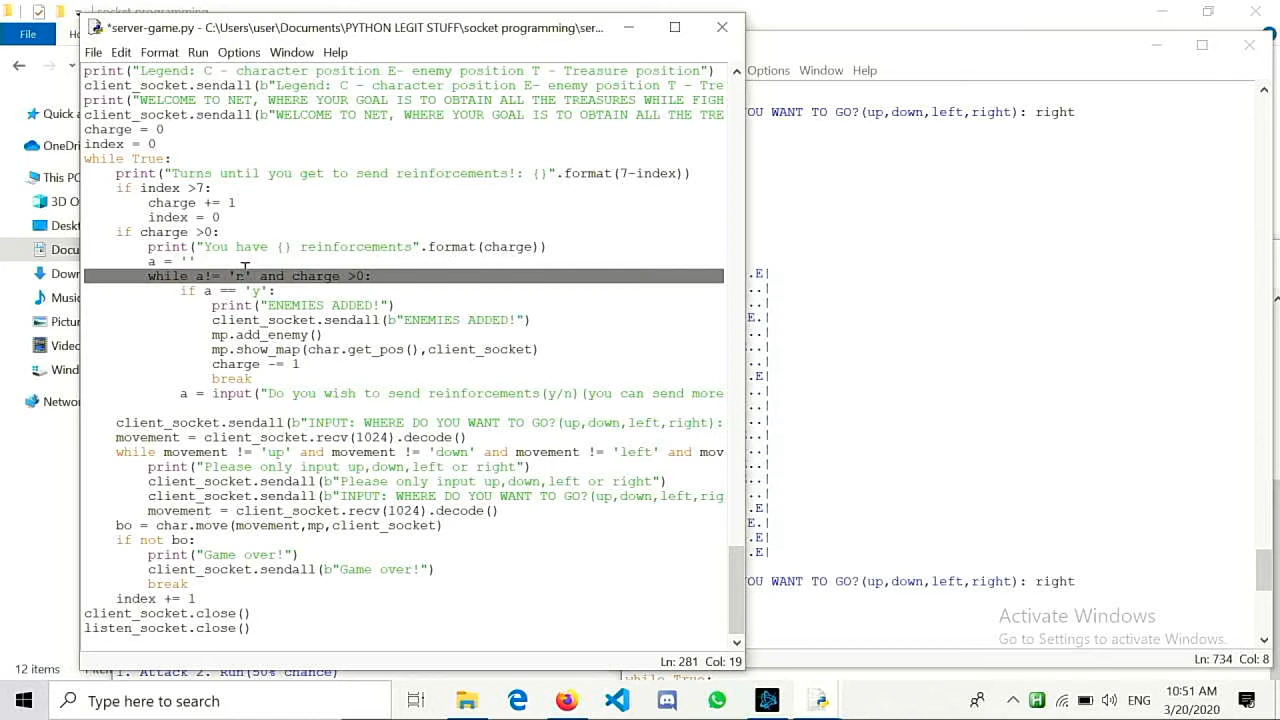 *server-game.py - C:\Users\user\Documents\PYTHON LEGIT STUFF\socket programming\ser...
File
File Edit Format Run Options Window Help
Options Window Help
print("Legend: C - character position E- enemy position T - Treasure position")
client_socket.sendall(b"Legend: C - character position E- enemy position T - Tre
print("WELCOME TO NET, WHERE YOUR GOAL IS TO OBTAIN ALL THE TREASURES WHILE FIGH
client_socket.sendall(b"WELCOME TO NET, WHERE YOUR GOAL IS TO OBTAIN ALL THE TRE
charge = 0
index = 0
while True:
    print("Turns until you get to send reinforcements!: {}".format(7-index))
    if index >7:
        charge += 1
        index = 0
    if charge >0:
        print("You have {} reinforcements".format(charge))
        a = ''
        while a!= 'n' and charge >0:
            if a == 'y':
                print("ENEMIES ADDED!")
                client_socket.sendall(b"ENEMIES ADDED!")
                mp.add_enemy()
                mp.show_map(char.get_pos(),client_socket)
                charge -= 1
                break
            a = input("Do you wish to send reinforcements(y/n)(you can send more
    client_socket.sendall(b"INPUT: WHERE DO YOU WANT TO GO?(up,down,left,right):
    movement = client_socket.recv(1024).decode()
    while movement != 'up' and movement != 'down' and movement != 'left' and mov
        print("Please only input up,down,left or right")
        client_socket.sendall(b"Please only input up,down,left or right")
        client_socket.sendall(b"INPUT: WHERE DO YOU WANT TO GO?(up,down,left,rig
        movement = client_socket.recv(1024).decode()
    bo = char.move(movement,mp,client_socket)
    if not bo:
        print("Game over!")
        client_socket.sendall(b"Game over!")
        break
    index += 1
client_socket.close()
listen_socket.close()
Ln: 281 Col: 19
Quick a
OneDri
This PC
3D O
Deskt
Docu
Down
Music
Pictur
Video
Wind
Networ
12 items
OU WANT TO GO?(up,down,left,right): right
.E|
..|
..|
E.|
..|
..|
..|
.E|
..|
..|
..|
..|
..|
..|
..|
.E|
E.|
.E|
.E|
OU WANT TO GO?(up,down,left,right): right
Activate Windows
Go to Settings to activate Windows.
Ln: 734 Col: 8
1. Attack 2. Run(50% chance)
while True:
Type here to search
ENG
10:51 AM
3/20/2020